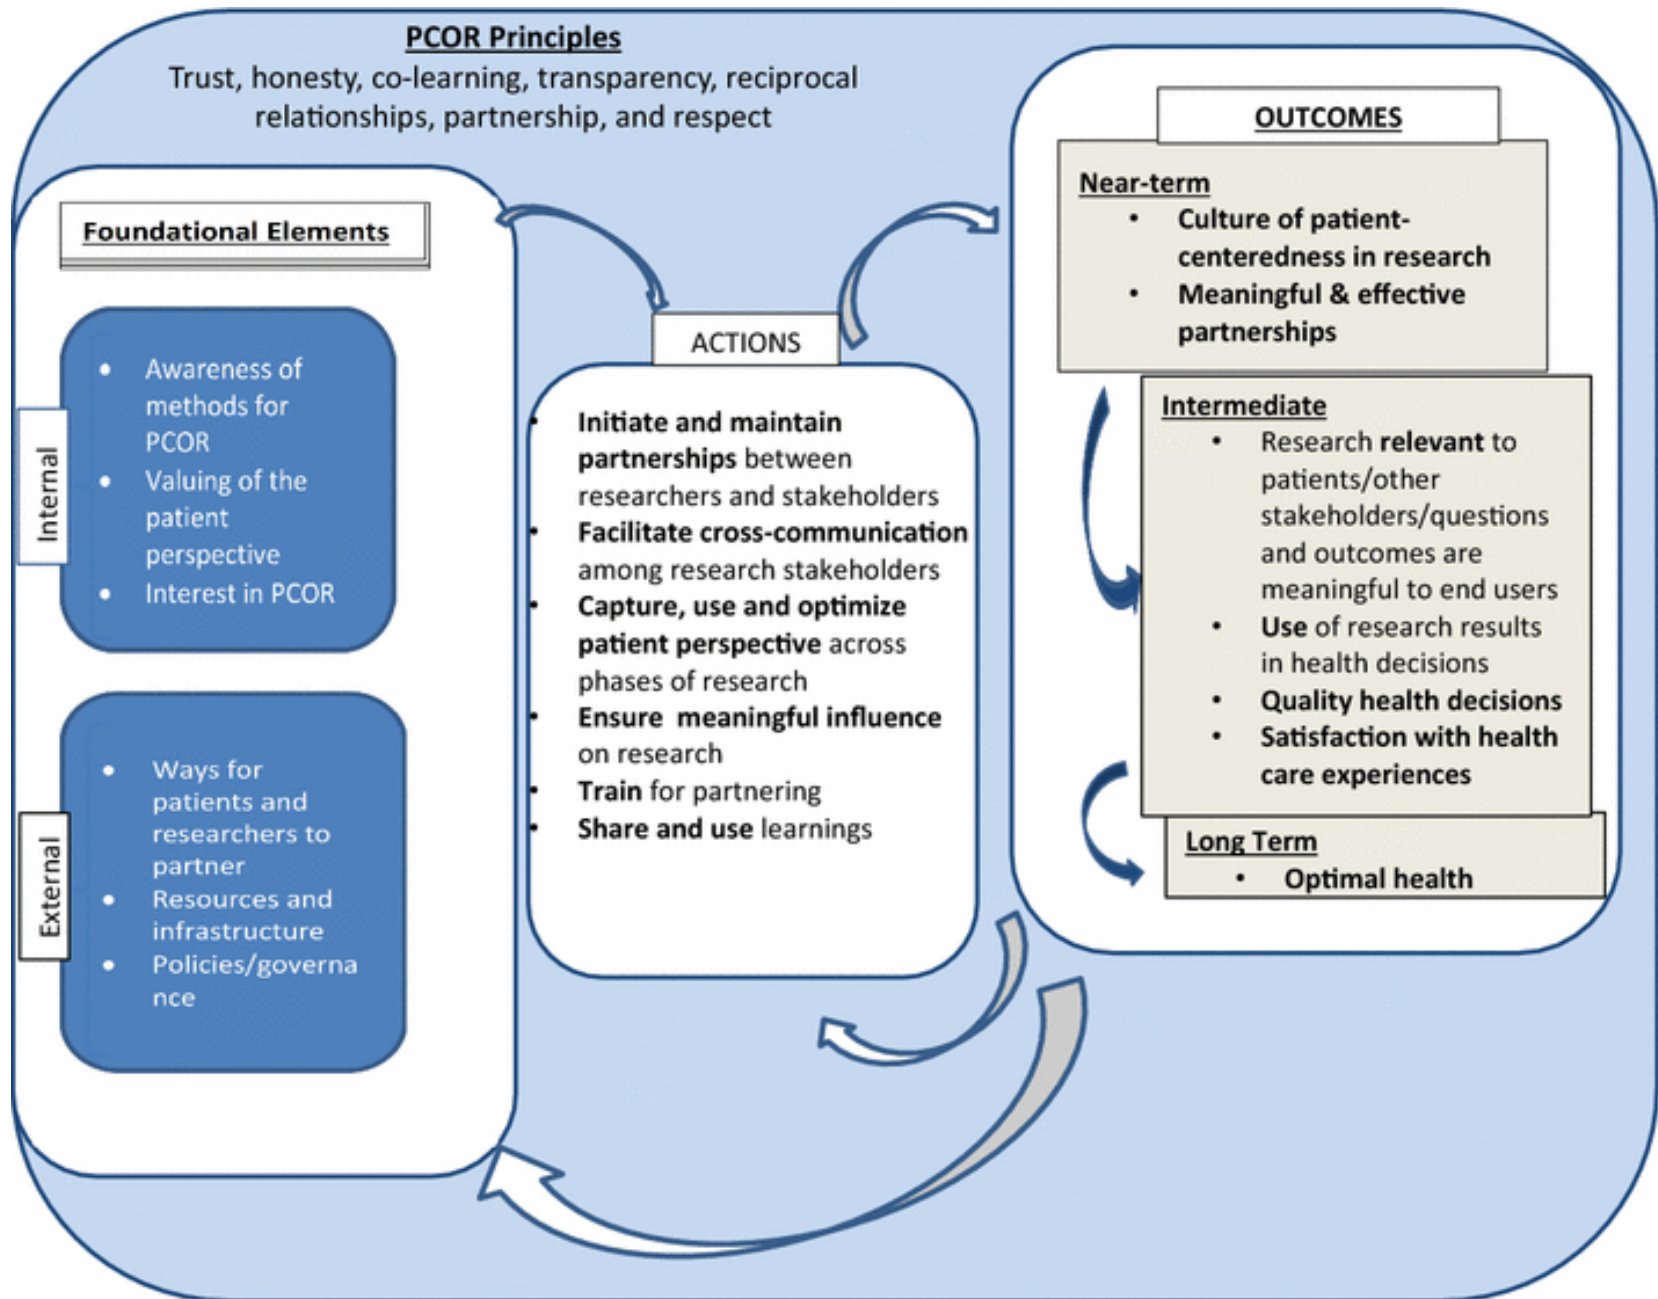 PCOR Principles
Trust, honesty, co-learning, transparency, reciprocal
relationships, partnership, and respect
Foundational Elements
Internal
• Awareness of
methods for
PCOR
• Valuing of the
patient
perspective
• Interest in PCOR
External
• Ways for
patients and
researchers to
partner
• Resources and
infrastructure
• Policies/governa
nce
ACTIONS
• Initiate and maintain
partnerships between
researchers and stakeholders
• Facilitate cross-communication
among research stakeholders
• Capture, use and optimize
patient perspective across
phases of research
• Ensure meaningful influence
on research
• Train for partnering
• Share and use learnings
OUTCOMES
Near-term
• Culture of patient-
centeredness in research
• Meaningful & effective
partnerships
Intermediate
• Research relevant to
patients/other
stakeholders/questions
and outcomes are
meaningful to end users
• Use of research results
in health decisions
• Quality health decisions
• Satisfaction with health
care experiences
Long Term
• Optimal health